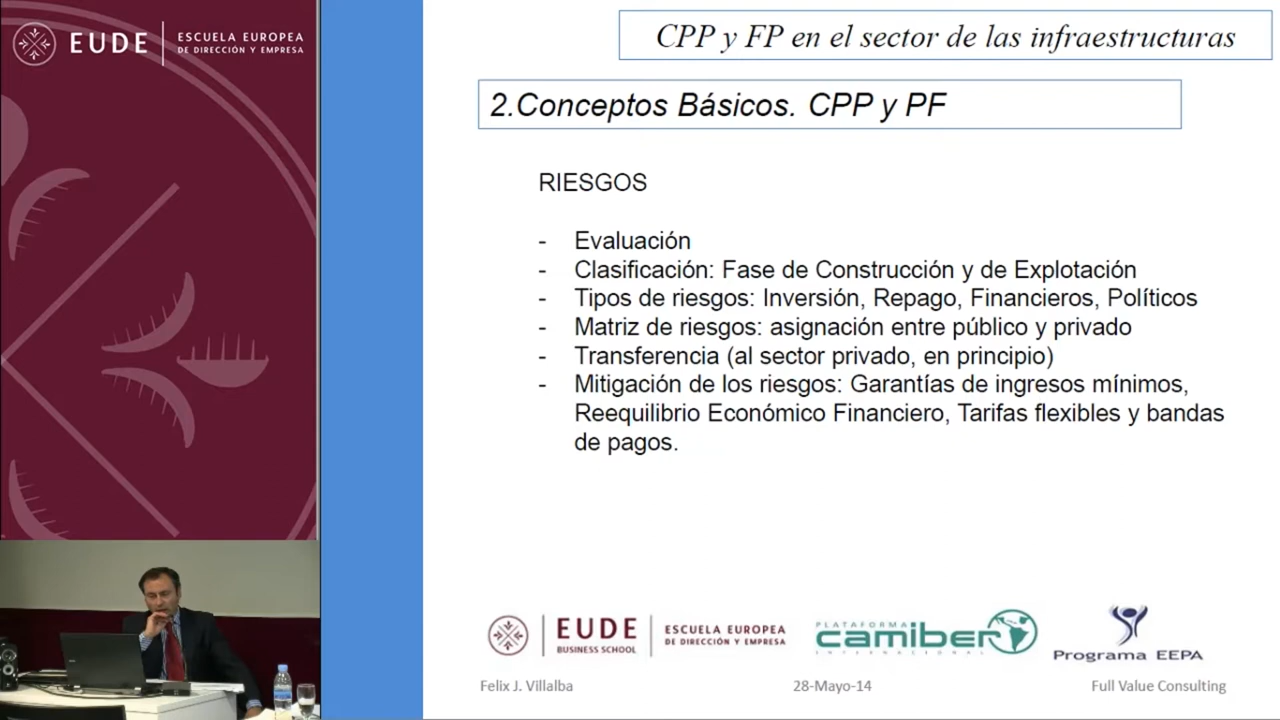 EUDE
ESCUELA EUROPEA
DE DIRECCIÓN Y EMPRESA
CPP y FP en el sector de las infraestructuras
2.Conceptos Básicos. CPP y PF
RIESGOS
- Evaluación
- Clasificación: Fase de Construcción y de Explotación
- Tipos de riesgos: Inversión, Repago, Financieros, Políticos
- Matriz de riesgos: asignación entre público y privado
- Transferencia (al sector privado, en principio)
- Mitigación de los riesgos: Garantías de ingresos mínimos,
Reequilibrio Económico Financiero, Tarifas flexibles y bandas
de pagos.
EUDE
BUSINESS SCHOOL
ESCUELA EUROPEA
DE DIRECCIÓN Y EMPRESA
PLATAFORMA
camiber
INTERNACIONAL
Programa EEPA
Felix J. Villalba
28-Mayo-14
Full Value Consulting